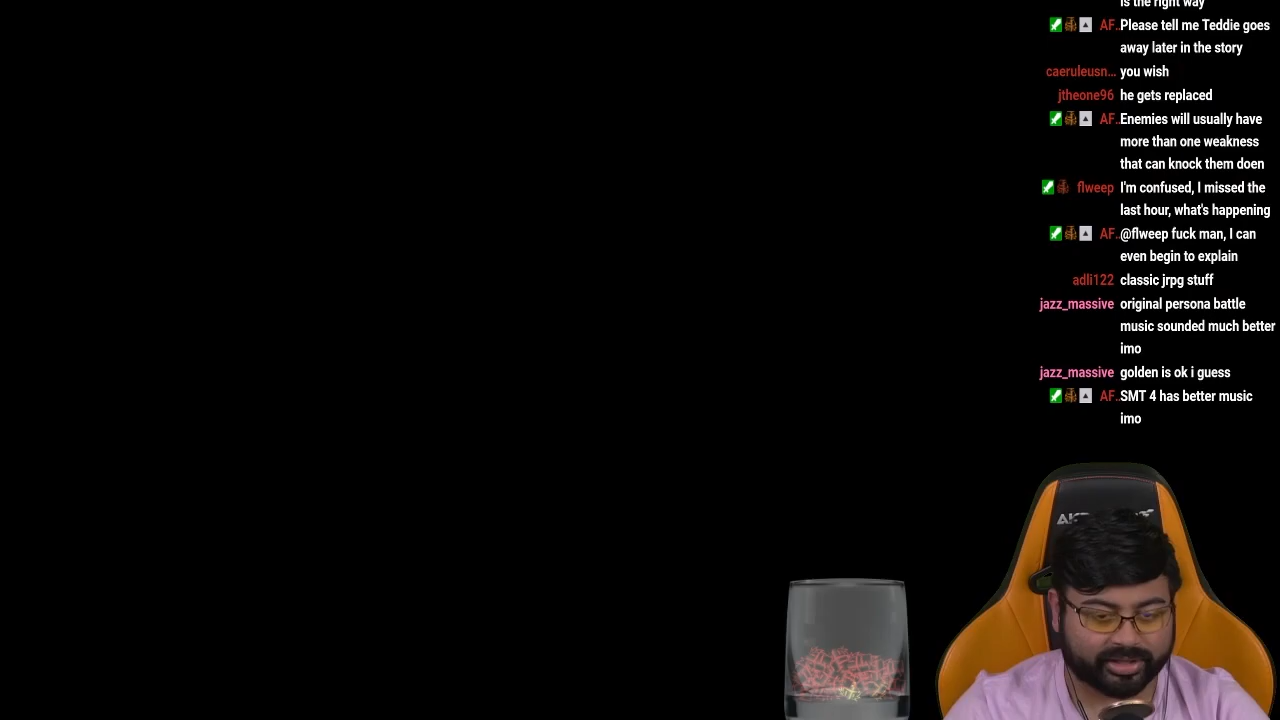 is the right way
AF..Please tell me Teddie goes
away later in the story
caeruleusn... you wish
jtheone96 he gets replaced
AF..Enemies will usually have
more than one weakness
that can knock them doen
flweep I'm confused, I missed the
last hour, what's happening
AF..@flweep fuck man, I can
even begin to explain
adli122 classic jrpg stuff
jazz_massive original persona battle
music sounded much better
imo
jazz_massive golden is ok i guess
AF..SMT 4 has better music
imo